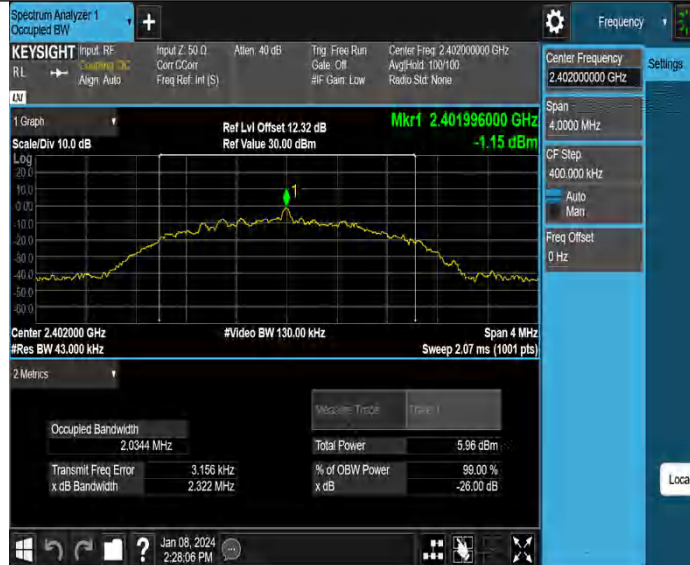 Spectrum Analyzer 1
Occupied BW
+
Frequency
KEYSIGHT
RL
Input: RF
Coupling: DC
Align: Auto
Input Z: 50 Ω
Corr CCorr
Freq Ref: Int (S)
Atten: 40 dB
Trig: Free Run
Gate: Off
#IF Gain: Low
Center Freq: 2.402000000 GHz
Avg|Hold: 100/100
Radio Std: None
LXI
Center Frequency
2.402000000 GHz
Settings
Span
4.0000 MHz
CF Step
400.000 kHz
Auto
Man
Freq Offset
0 Hz
1 Graph
Scale/Div 10.0 dB
Ref Lvl Offset 12.32 dB
Ref Value 30.00 dBm
Mkr1 2.401996000 GHz
-1.15 dBm
Log
20.0
10.0
0.00
-10.0
-20.0
-30.0
-40.0
-50.0
-60.0
1
Center 2.402000 GHz
#Res BW 43.000 kHz
#Video BW 130.00 kHz
Span 4 MHz
Sweep 2.07 ms (1001 pts)
2 Metrics
Measure Trace
Trace 1
Occupied Bandwidth
2.0344 MHz
Total Power
5.96 dBm
Transmit Freq Error
3.156 kHz
% of OBW Power
99.00 %
x dB Bandwidth
2.322 MHz
x dB
-26.00 dB
Loca
?
Jan 08, 2024
2:28:06 PM